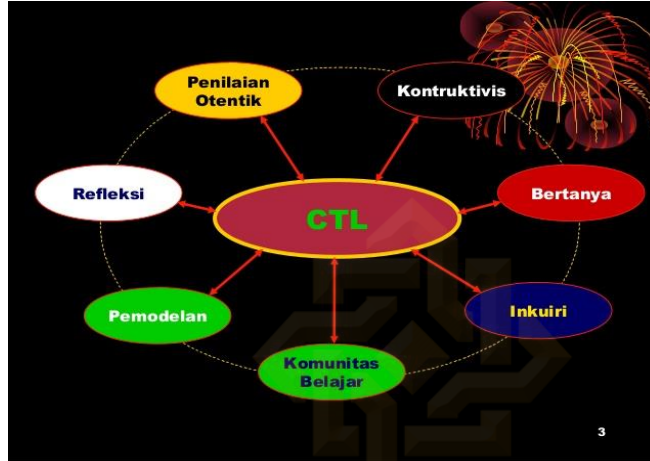 Penilaian
Otentik
Kontruktivis
Refleksi
CTL
Bertanya
Pemodelan
Inkuiri
Komunitas
Belajar
3